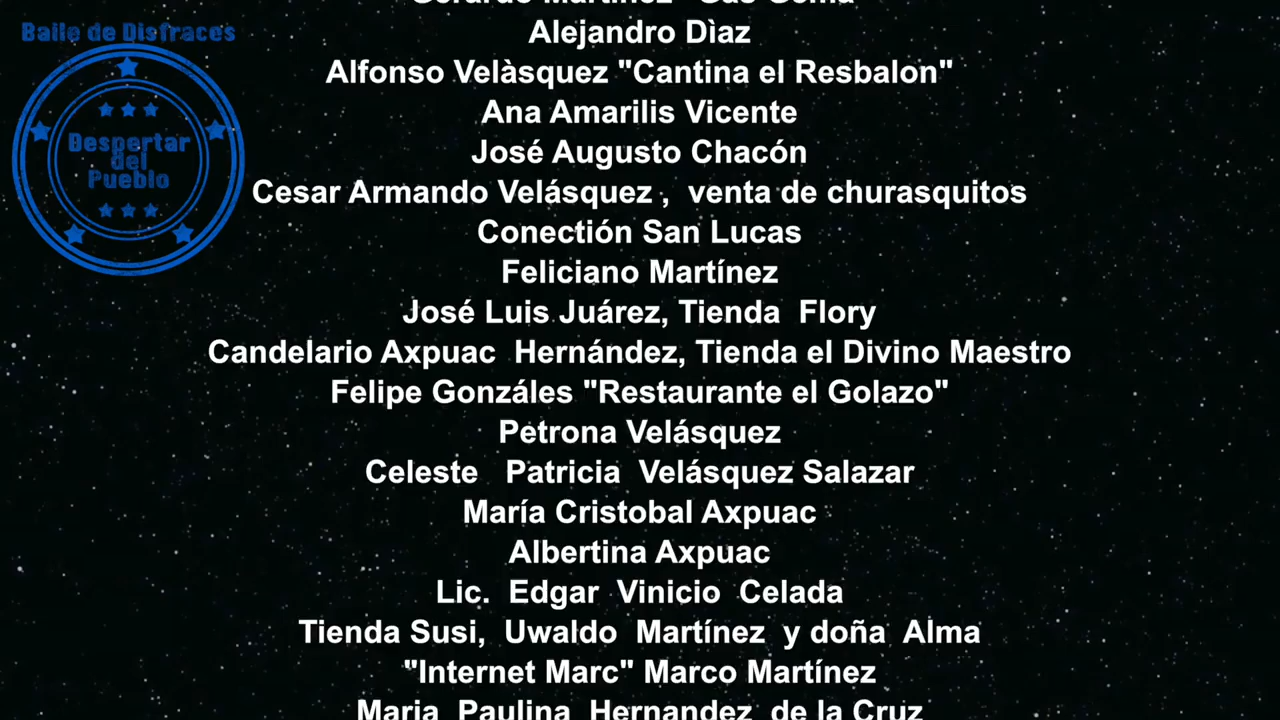 Baile de Disfraces
Despertar
del
Pueblo
Gerardo Martínez "Gas Genia"
Alejandro Dìaz
Alfonso Velàsquez "Cantina el Resbalon"
Ana Amarilis Vicente
José Augusto Chacón
Cesar Armando Velásquez , venta de churasquitos
Conectión San Lucas
Feliciano Martínez
José Luis Juárez, Tienda Flory
Candelario Axpuac Hernández, Tienda el Divino Maestro
Felipe Gonzáles "Restaurante el Golazo"
Petrona Velásquez
Celeste Patricia Velásquez Salazar
María Cristobal Axpuac
Albertina Axpuac
Lic. Edgar Vinicio Celada
Tienda Susi, Uwaldo Martínez y doña Alma
"Internet Marc" Marco Martínez
Maria Paulina Hernandez de la Cruz